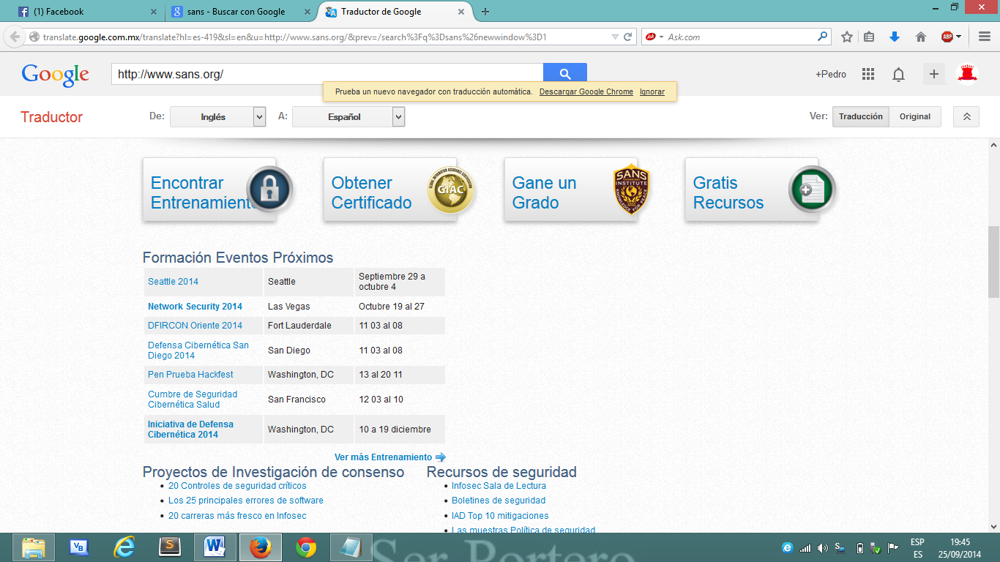 (1) Facebook
sans - Buscar con Google
Traductor de Google
translate.google.com.mx/translate?hl=es-419&sl=en&u=http://www.sans.org/&prev=/search%3Fq%3Dsans%26newwindow%3D1
Ask
Ask.com
ABP
Google
http://www.sans.org/
+Pedro
Prueba un nuevo navegador con traducción automática. Descargar Google Chrome Ignorar
Traductor
De: Inglés A: Español
Ver: Traducción Original
Encontrar
Entrenamiento
Obtener
Certificado
GIAC
Gane un
Grado
SANS
INSTITUTE
Gratis
Recursos
Formación Eventos Próximos
Seattle 2014 Seattle Septiembre 29 a
octubre 4
Network Security 2014 Las Vegas Octubre 19 al 27
DFIRCON Oriente 2014 Fort Lauderdale 11 03 al 08
Defensa Cibernética San
Diego 2014 San Diego 11 03 al 08
Pen Prueba Hackfest Washington, DC 13 al 20 11
Cumbre de Seguridad
Cibernética Salud San Francisco 12 03 al 10
Iniciativa de Defensa
Cibernética 2014 Washington, DC 10 a 19 diciembre
Ver más Entrenamiento
Proyectos de Investigación de consenso
20 Controles de seguridad críticos
Los 25 principales errores de software
20 carreras más fresco en Infosec
Recursos de seguridad
Infosec Sala de Lectura
Boletines de seguridad
IAD Top 10 mitigaciones
Las muestras Política de seguridad
Ser Portero
ESP
ES
19:45
25/09/2014